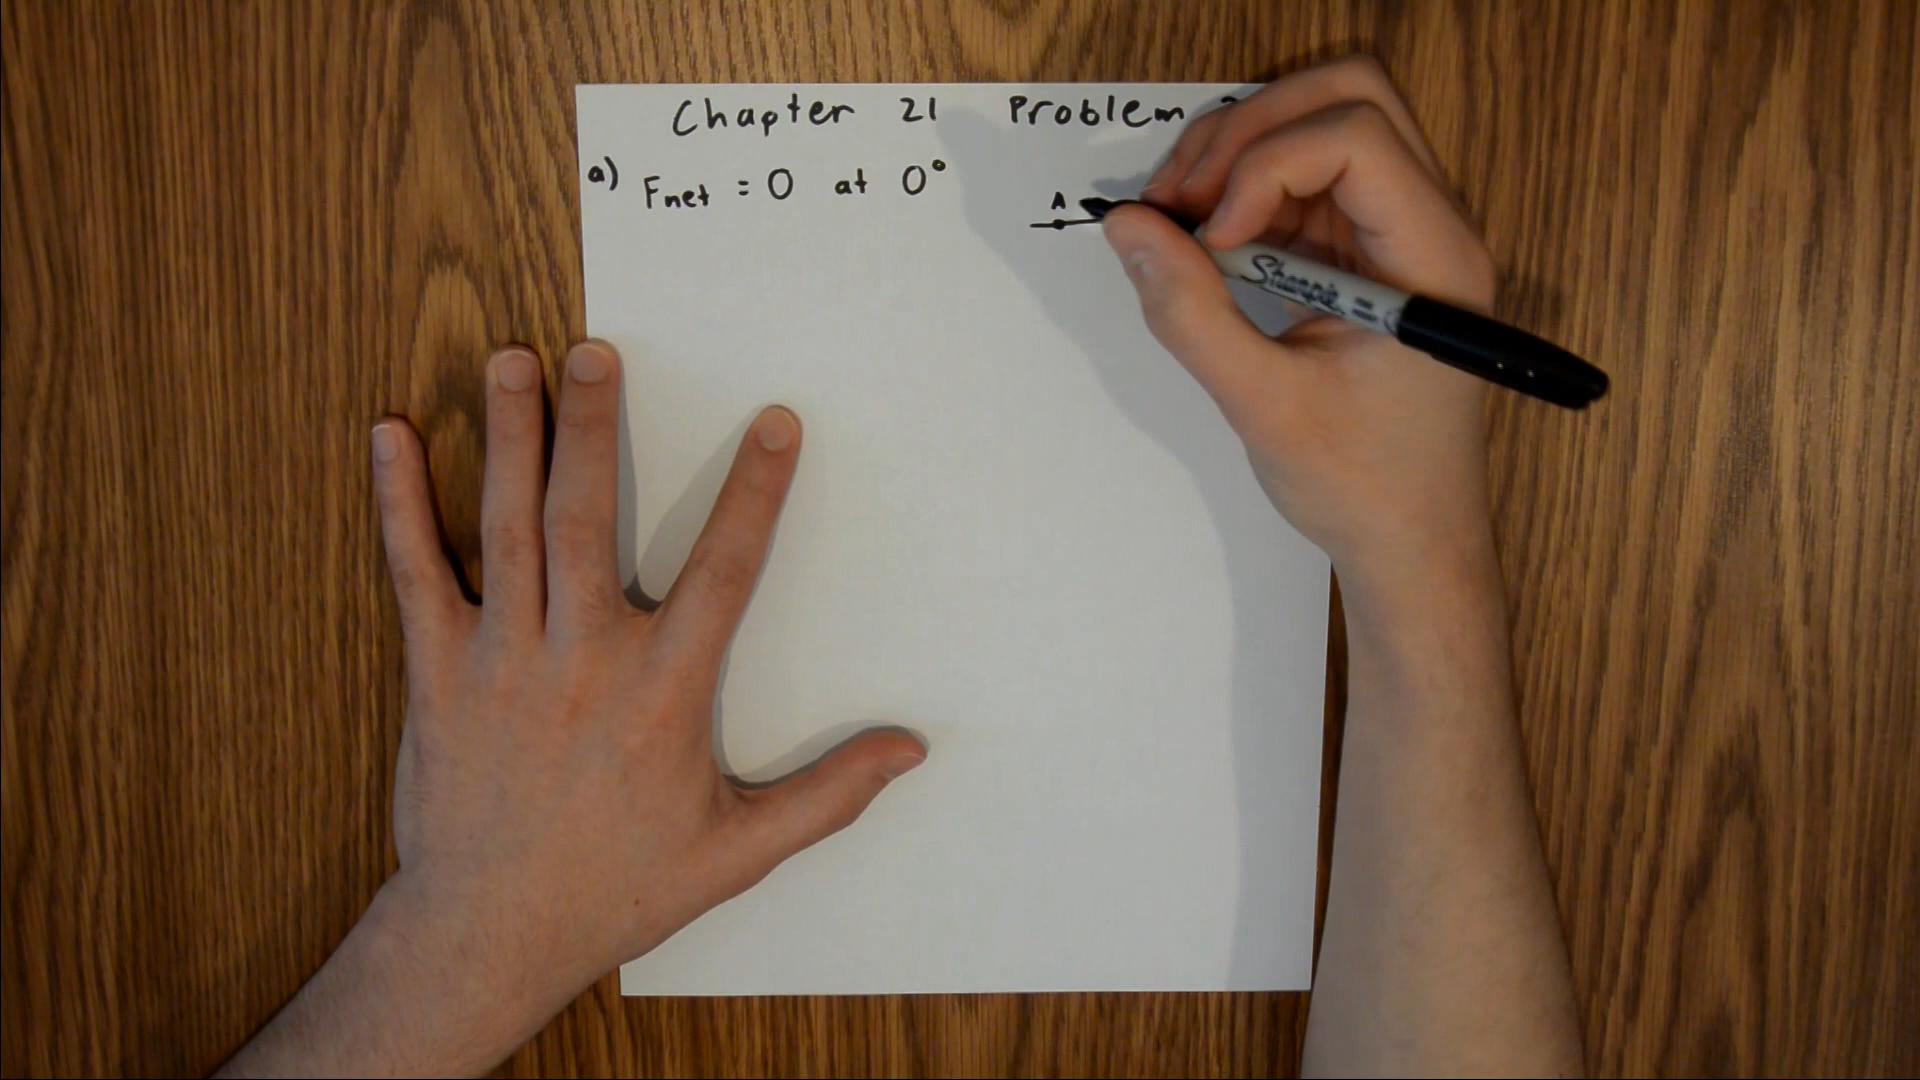 Chapter 21 Problem
a) Fnet = 0 at 0°
A
Sharpie